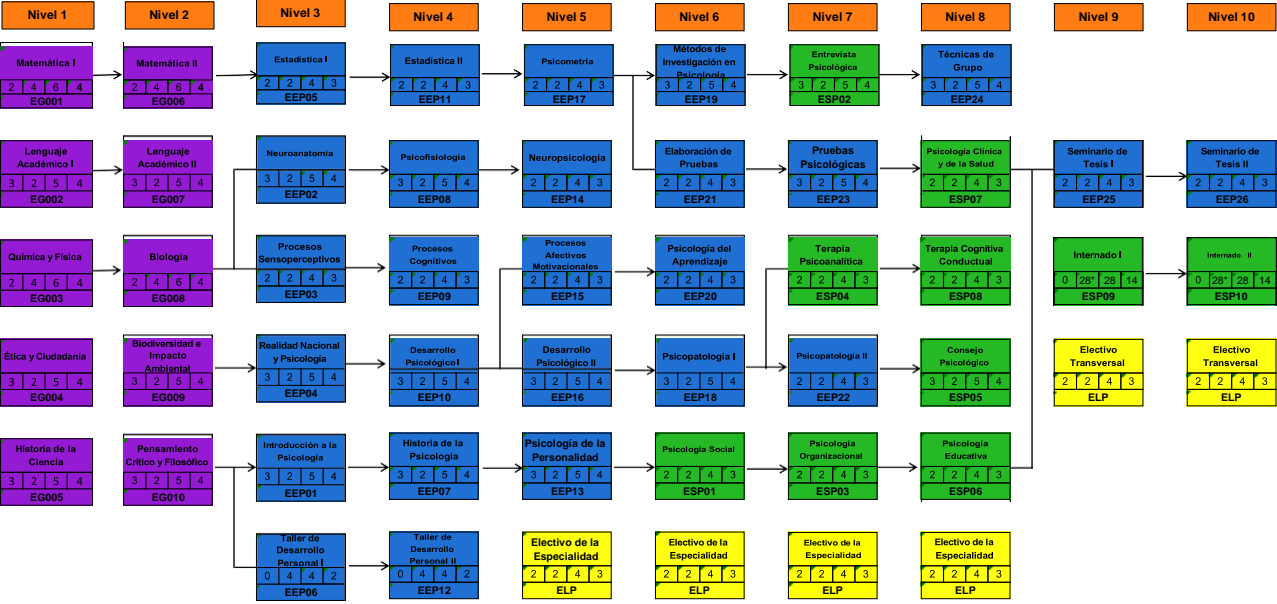 Nivel 1
Nivel 2
Nivel 3
Nivel 4
Nivel 5
Nivel 6
Nivel 7
Nivel 8
Nivel 9
Nivel 10
Matemática I
2 4 6 4
EG001
Matemática II
2 4 6 4
EG006
Estadística I
2 2 4 3
EEP05
Estadística II
2 2 4 3
EEP11
Psicometría
2 2 4 3
EEP17
Métodos de
Investigación en
Psicología
3 2 5 4
EEP19
Entrevista
Psicológica
3 2 5 4
ESP02
Técnicas de
Grupo
3 2 5 4
EEP24
Lenguaje
Académico I
3 2 5 4
EG002
Lenguaje
Académico II
3 2 5 4
EG007
Neuroanatomía
3 2 5 4
EEP02
Psicofisiología
3 2 5 4
EEP08
Neuropsicología
2 2 4 3
EEP14
Elaboración de
Pruebas
2 2 4 3
EEP21
Pruebas
Psicológicas
3 2 5 4
EEP23
Psicología Clínica
y de la Salud
2 2 4 3
ESP07
Seminario de
Tesis I
2 2 4 3
EEP25
Seminario de
Tesis II
2 2 4 3
EEP26
Química y Física
2 4 6 4
EG003
Biología
2 4 6 4
EG008
Procesos
Sensoperceptivos
2 2 4 3
EEP03
Procesos
Cognitivos
2 2 4 3
EEP09
Procesos
Afectivos
Motivacionales
2 2 4 3
EEP15
Psicología del
Aprendizaje
2 2 4 3
EEP20
Terapia
Psicoanalítica
2 2 4 3
ESP04
Terapia Cognitiva
Conductual
2 2 4 3
ESP08
Internado I
0 28* 28 14
ESP09
Internado II
0 28* 28 14
ESP10
Ética y Ciudadanía
3 2 5 4
EG004
Biodiversidad e
Impacto
Ambiental
3 2 5 4
EG009
Realidad Nacional
y Psicología
3 2 5 4
EEP04
Desarrollo
Psicológico I
3 2 5 4
EEP10
Desarrollo
Psicológico II
3 2 5 4
EEP16
Psicopatología I
3 2 5 4
EEP18
Psicopatología II
2 2 4 3
EEP22
Consejo
Psicológico
3 2 5 4
ESP05
Electivo
Transversal
2 2 4 3
ELP
Electivo
Transversal
2 2 4 3
ELP
Historia de la
Ciencia
3 2 5 4
EG005
Pensamiento
Crítico y Filosófico
3 2 5 4
EG010
Introducción a la
Psicología
3 2 5 4
EEP01
Historia de la
Psicología
3 2 5 4
EEP07
Psicología de la
Personalidad
3 2 5 4
EEP13
Psicología Social
2 2 4 3
ESP01
Psicología
Organizacional
2 2 4 3
ESP03
Psicología
Educativa
2 2 4 3
ESP06
Taller de
Desarrollo
Personal I
0 4 4 2
EEP06
Taller de
Desarrollo
Personal II
0 4 4 2
EEP12
Electivo de la
Especialidad
2 2 4 3
ELP
Electivo de la
Especialidad
2 2 4 3
ELP
Electivo de la
Especialidad
2 2 4 3
ELP
Electivo de la
Especialidad
2 2 4 3
ELP